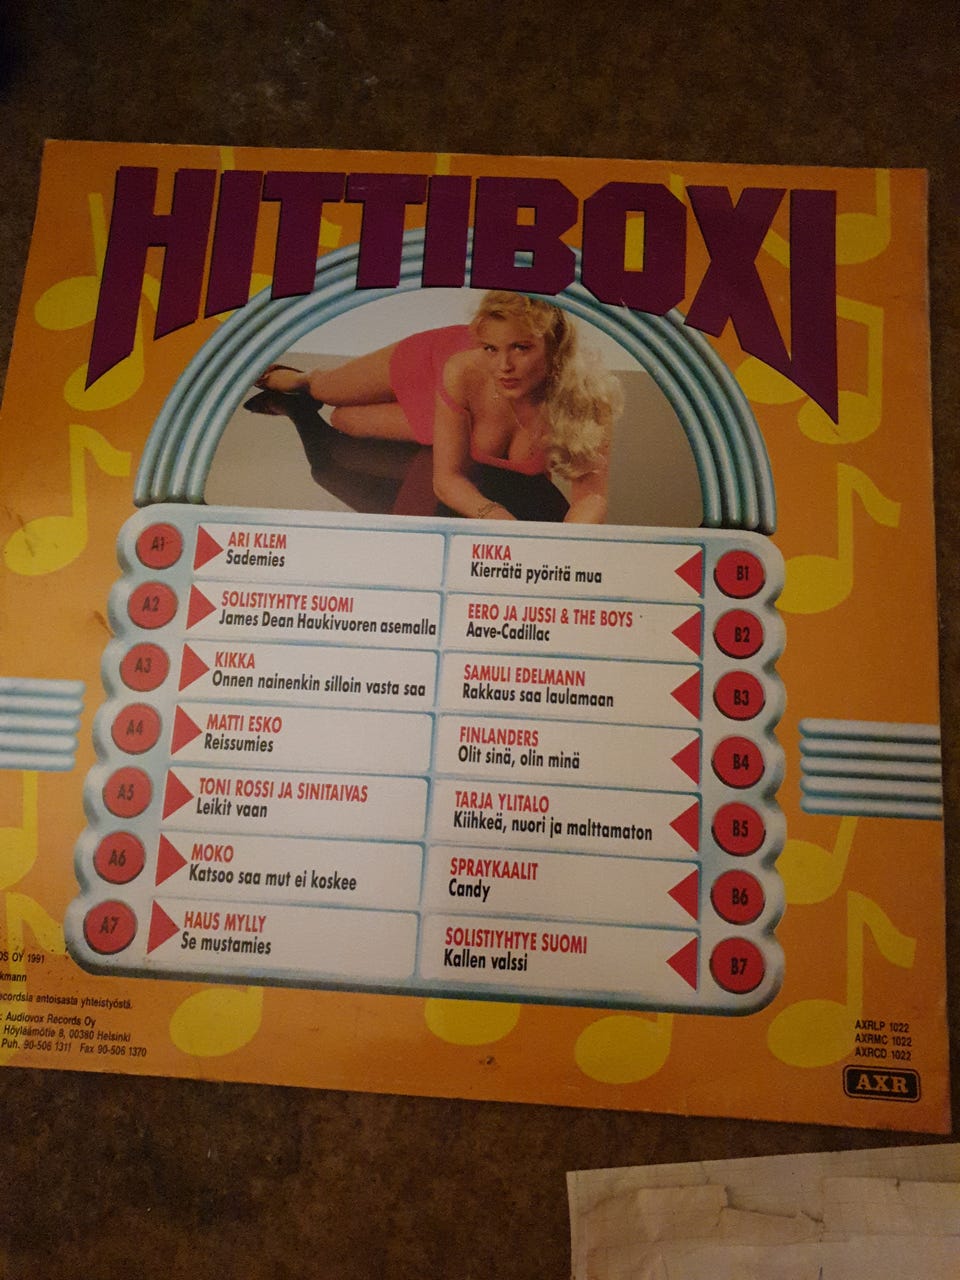 HITTIBOXI
A1
ARI KLEM
Sademies
A2
SOLISTIYHTYE SUOMI
James Dean Haukivuoren asemalla
A3
KIKKA
Onnen nainenkin silloin vasta saa
A4
MATTI ESKO
Reissumies
A5
TONI ROSSI JA SINITAIVAS
Leikit vaan
A6
MOKO
Katsoo saa mut ei koskee
A7
HAUS MYLLY
Se mustamies
KIKKA
Kierrätä pyöritä mua
B1
EERO JA JUSSI & THE BOYS
Aave-Cadillac
B2
SAMULI EDELMANN
Rakkaus saa laulamaan
B3
FINLANDERS
Olit sinä, olin minä
B4
TARJA YLITALO
Kiihkeä, nuori ja malttamaton
B5
SPRAYKAALIT
Candy
B6
SOLISTIYHTYE SUOMI
Kallen valssi
B7
OY 1991
antoisasta yhteistyöstä.
: Audiovox Records Oy
Höyläämötie 8, 00380 Helsinki
Puh. 90-506 1311 Fax 90-506 1370
AXRLP 1022
AXRMC 1022
AXRCD 1022
AXR